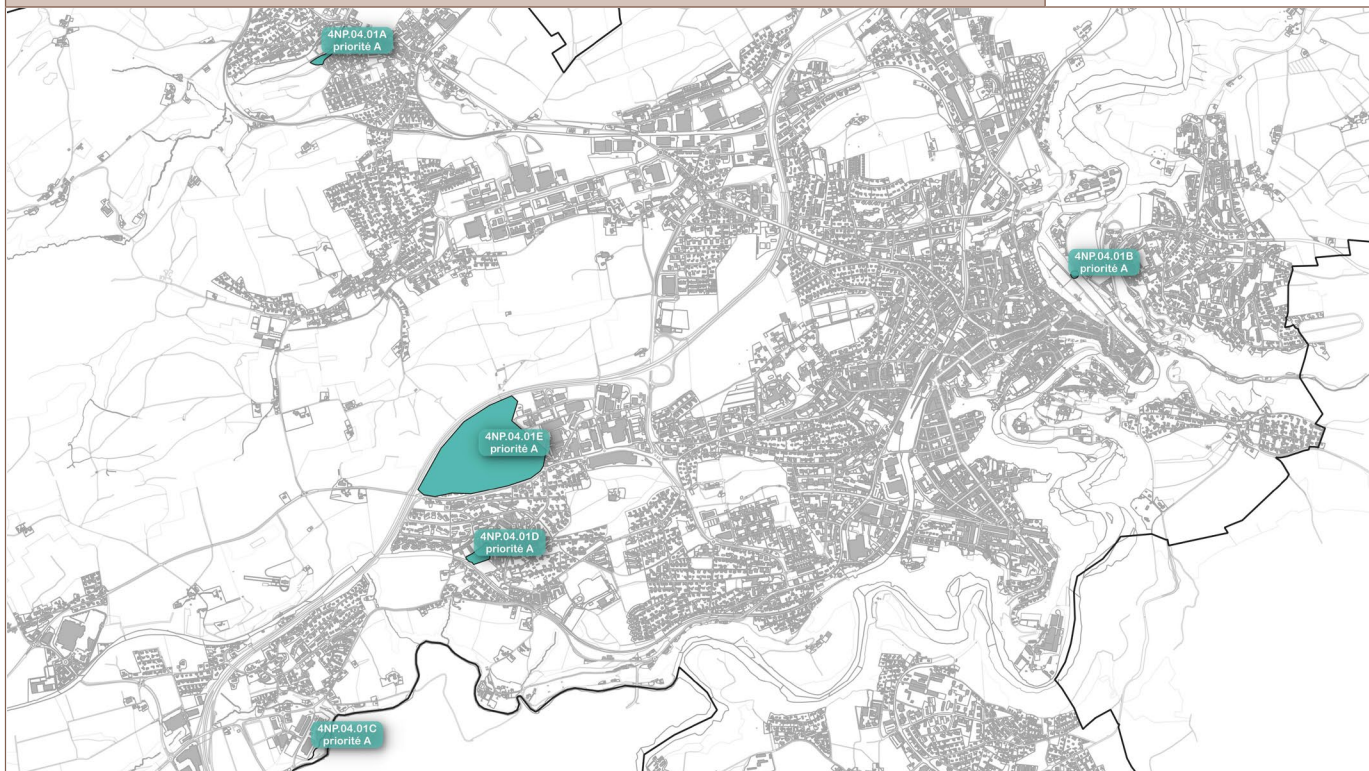 4NP.04.01A
priorité A
4NP.04.01B
priorité A
4NP.04.01E
priorité A
4NP.04.01D
priorité A
4NP.04.01C
priorité A